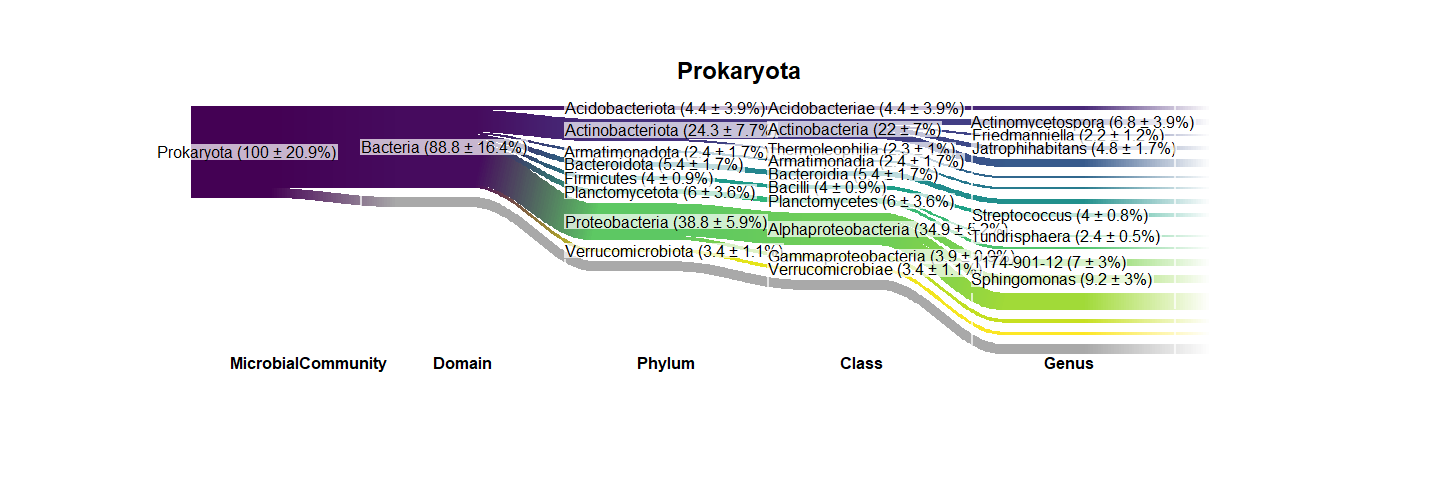 Prokaryota
Prokaryota (100 ± 20.9%)
Bacteria (88.8 ± 16.4%)
Acidobacteriota (4.4 ± 3.9%)
Actinobacteriota (24.3 ± 7.7%)
Armatimonadota (2.4 ± 1.7%)
Bacteroidota (5.4 ± 1.7%)
Firmicutes (4 ± 0.9%)
Planctomycetota (6 ± 3.6%)
Proteobacteria (38.8 ± 5.9%)
Verrucomicrobiota (3.4 ± 1.1%)
Acidobacteriae (4.4 ± 3.9%)
Actinobacteria (22 ± 7%)
Thermoleophilia (2.3 ± 1%)
Armatimonadia (2.4 ± 1.7%)
Bacteroidia (5.4 ± 1.7%)
Bacilli (4 ± 0.9%)
Planctomycetes (6 ± 3.6%)
Alphaproteobacteria (34.9 ±
Gammaproteobacteria (3.9 ±
Verrucomicrobiae (3.4 ± 1.1%)
Actinomycetospora (6.8 ± 3.9%)
Friedmanniella (2.2 ± 1.2%)
Jatrophihabitans (4.8 ± 1.7%)
Streptococcus (4 ± 0.8%)
Tundrisphaera (2.4 ± 0.5%)
1174-901-12 (7 ± 3%)
Sphingomonas (9.2 ± 3%)
MicrobialCommunity
Domain
Phylum
Class
Genus